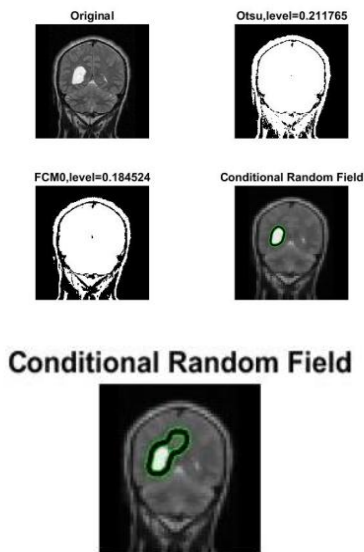 Original
Otsu,level=0.211765
FCM0,level=0.184524
Conditional Random Field
Conditional Random Field